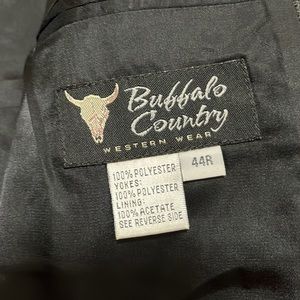 Buffalo
Country
WESTERN WEAR
44R
100% POLYESTER
YOKES:
100% POLYESTER
LINING:
100% ACETATE
SEE REVERSE SIDE